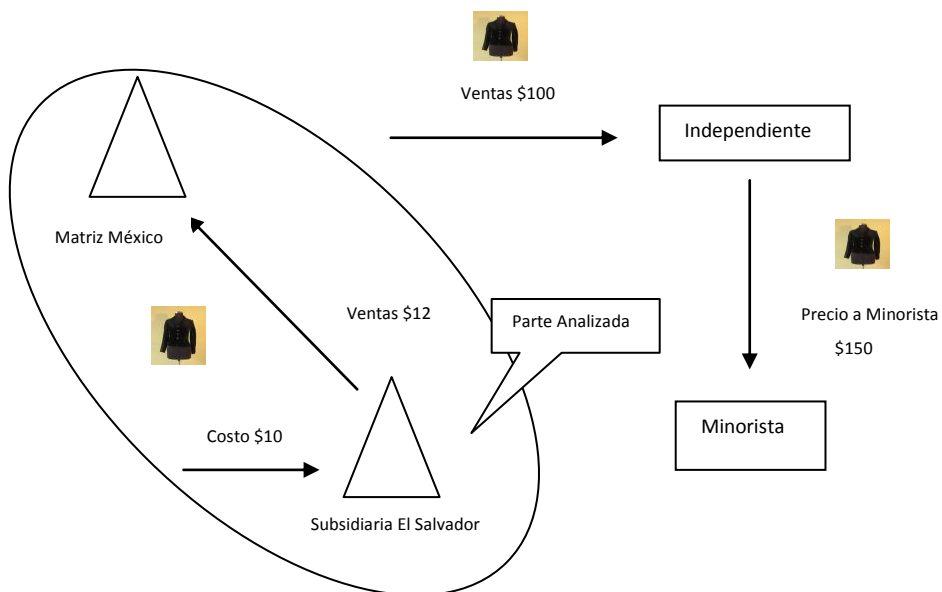 Ventas $100
Independiente
Matriz México
Ventas $12
Parte Analizada
Precio a Minorista
$150
Costo $10
Minorista
Subsidiaria El Salvador